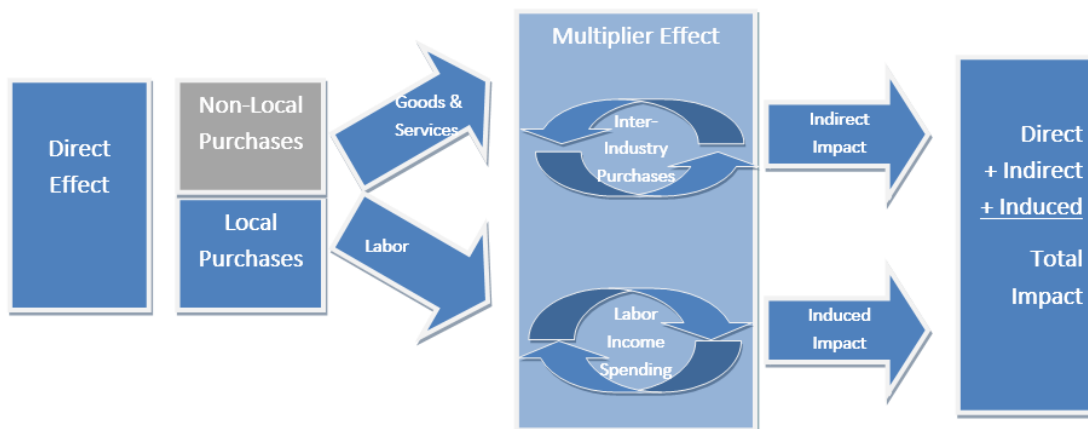 Direct
Effect
Non-Local
Purchases
Local
Purchases
Goods &
Services
Labor
Multiplier Effect
Inter-
Industry
Purchases
Labor
Income
Spending
Indirect
Impact
Induced
Impact
Direct
+ Indirect
+ Induced
Total
Impact